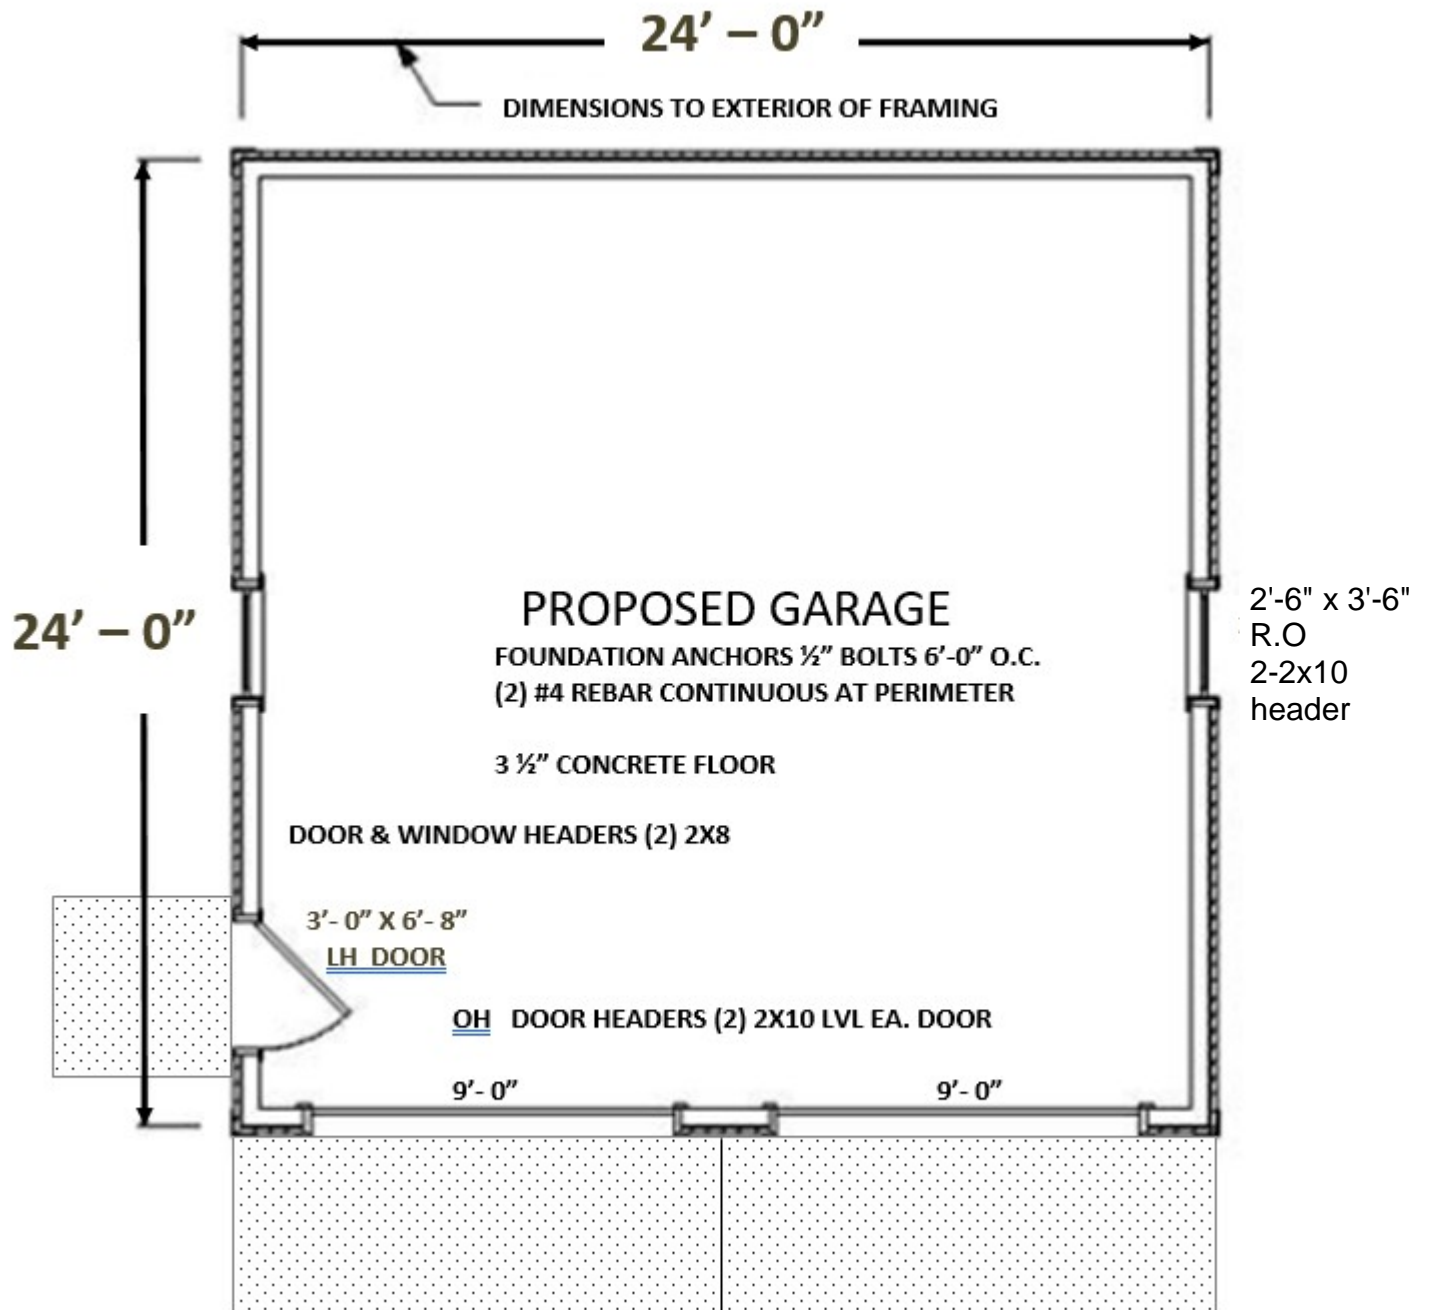 24’ – 0”
DIMENSIONS TO EXTERIOR OF FRAMING
24’ – 0”
PROPOSED GARAGE
FOUNDATION ANCHORS ½” BOLTS 6’-0” O.C.
(2) #4 REBAR CONTINUOUS AT PERIMETER
3 ½” CONCRETE FLOOR
2'-6" x 3'-6"
R.O
2-2x10
header
DOOR & WINDOW HEADERS (2) 2X8
3’- 0” X 6’- 8”
LH DOOR
OH DOOR HEADERS (2) 2X10 LVL EA. DOOR
9’- 0”
9’- 0”